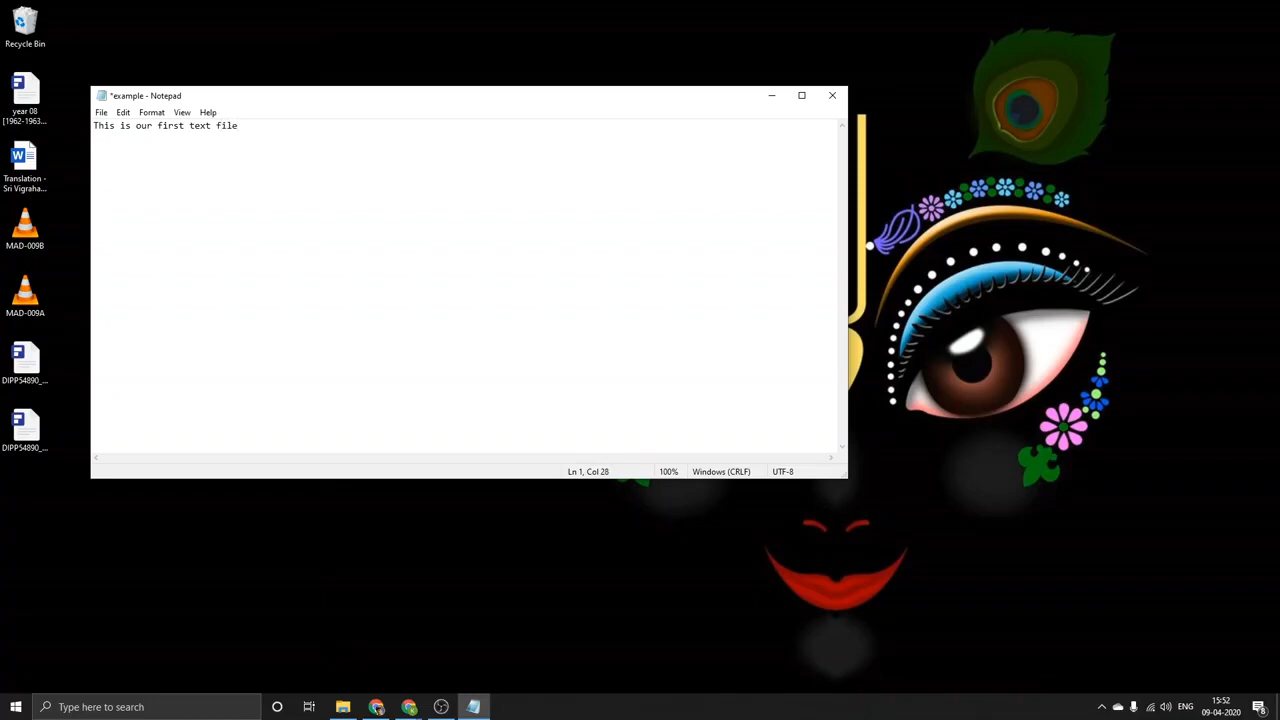 Recycle Bin
*example - Notepad
File Edit Format View Help
This is our first text file
year 08
[1962-1963...
Translation -
Sri Vigraha...
MAD-009B
MAD-009A
DIPP54890_...
DIPP54890_...
Ln 1, Col 28 100% Windows (CRLF) UTF-8
Type here to search
ENG
15:52
09-04-2020
8